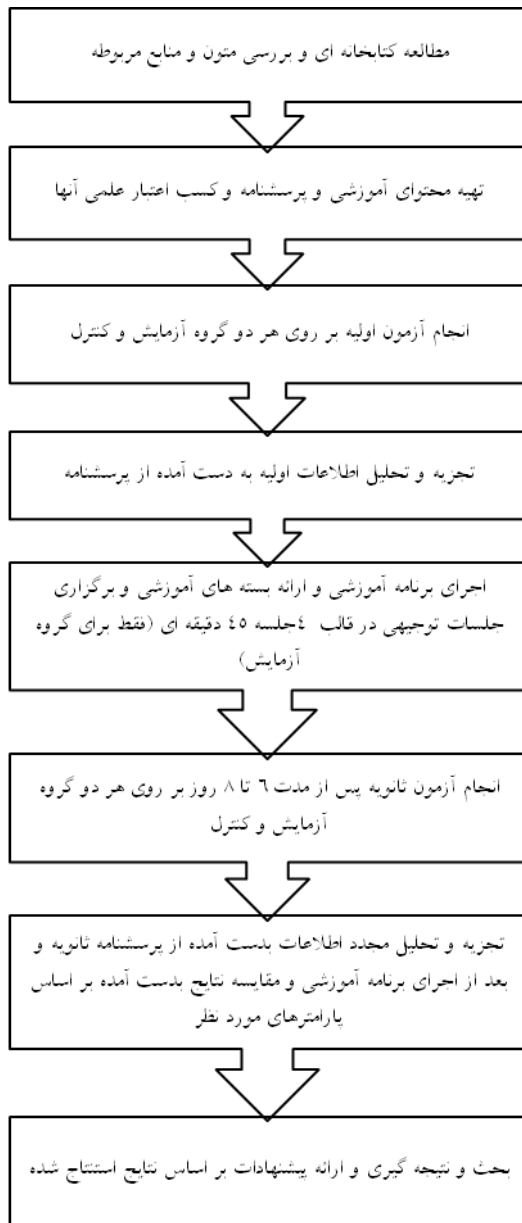 مطالعه کتابخانه ای و بررسی متون و منابع مربوطه
تهیه محتوای آموزشی و پرسشنامه و کسب اعتبار علمی آنها
انجام آزمون اولیه بر روی هر دو گروه آزمایش و کنترل
تجزیه و تحلیل اطلاعات اولیه به دست آمده از پرسشنامه
اجرای برنامه آموزشی و ارائه بسته های آموزشی و برگزاری
جلسات توجیهی در قالب ٤جلسه ٤٥ دقیقه ای (فقط برای گروه
آزمایش)
انجام آزمون ثانویه پس از مدت ٦ تا ٨ روز بر روی هر دو گروه
آزمایش و کنترل
تجزیه و تحلیل مجدد اطلاعات بدست آمده از پرسشنامه ثانویه و
بعد از اجرای برنامه آموزشی و مقایسه نتایج بدست آمده بر اساس
پارامترهای مورد نظر
بحث و نتیجه گیری و ارائه پیشنهادات بر اساس نتایج استنتاج شده